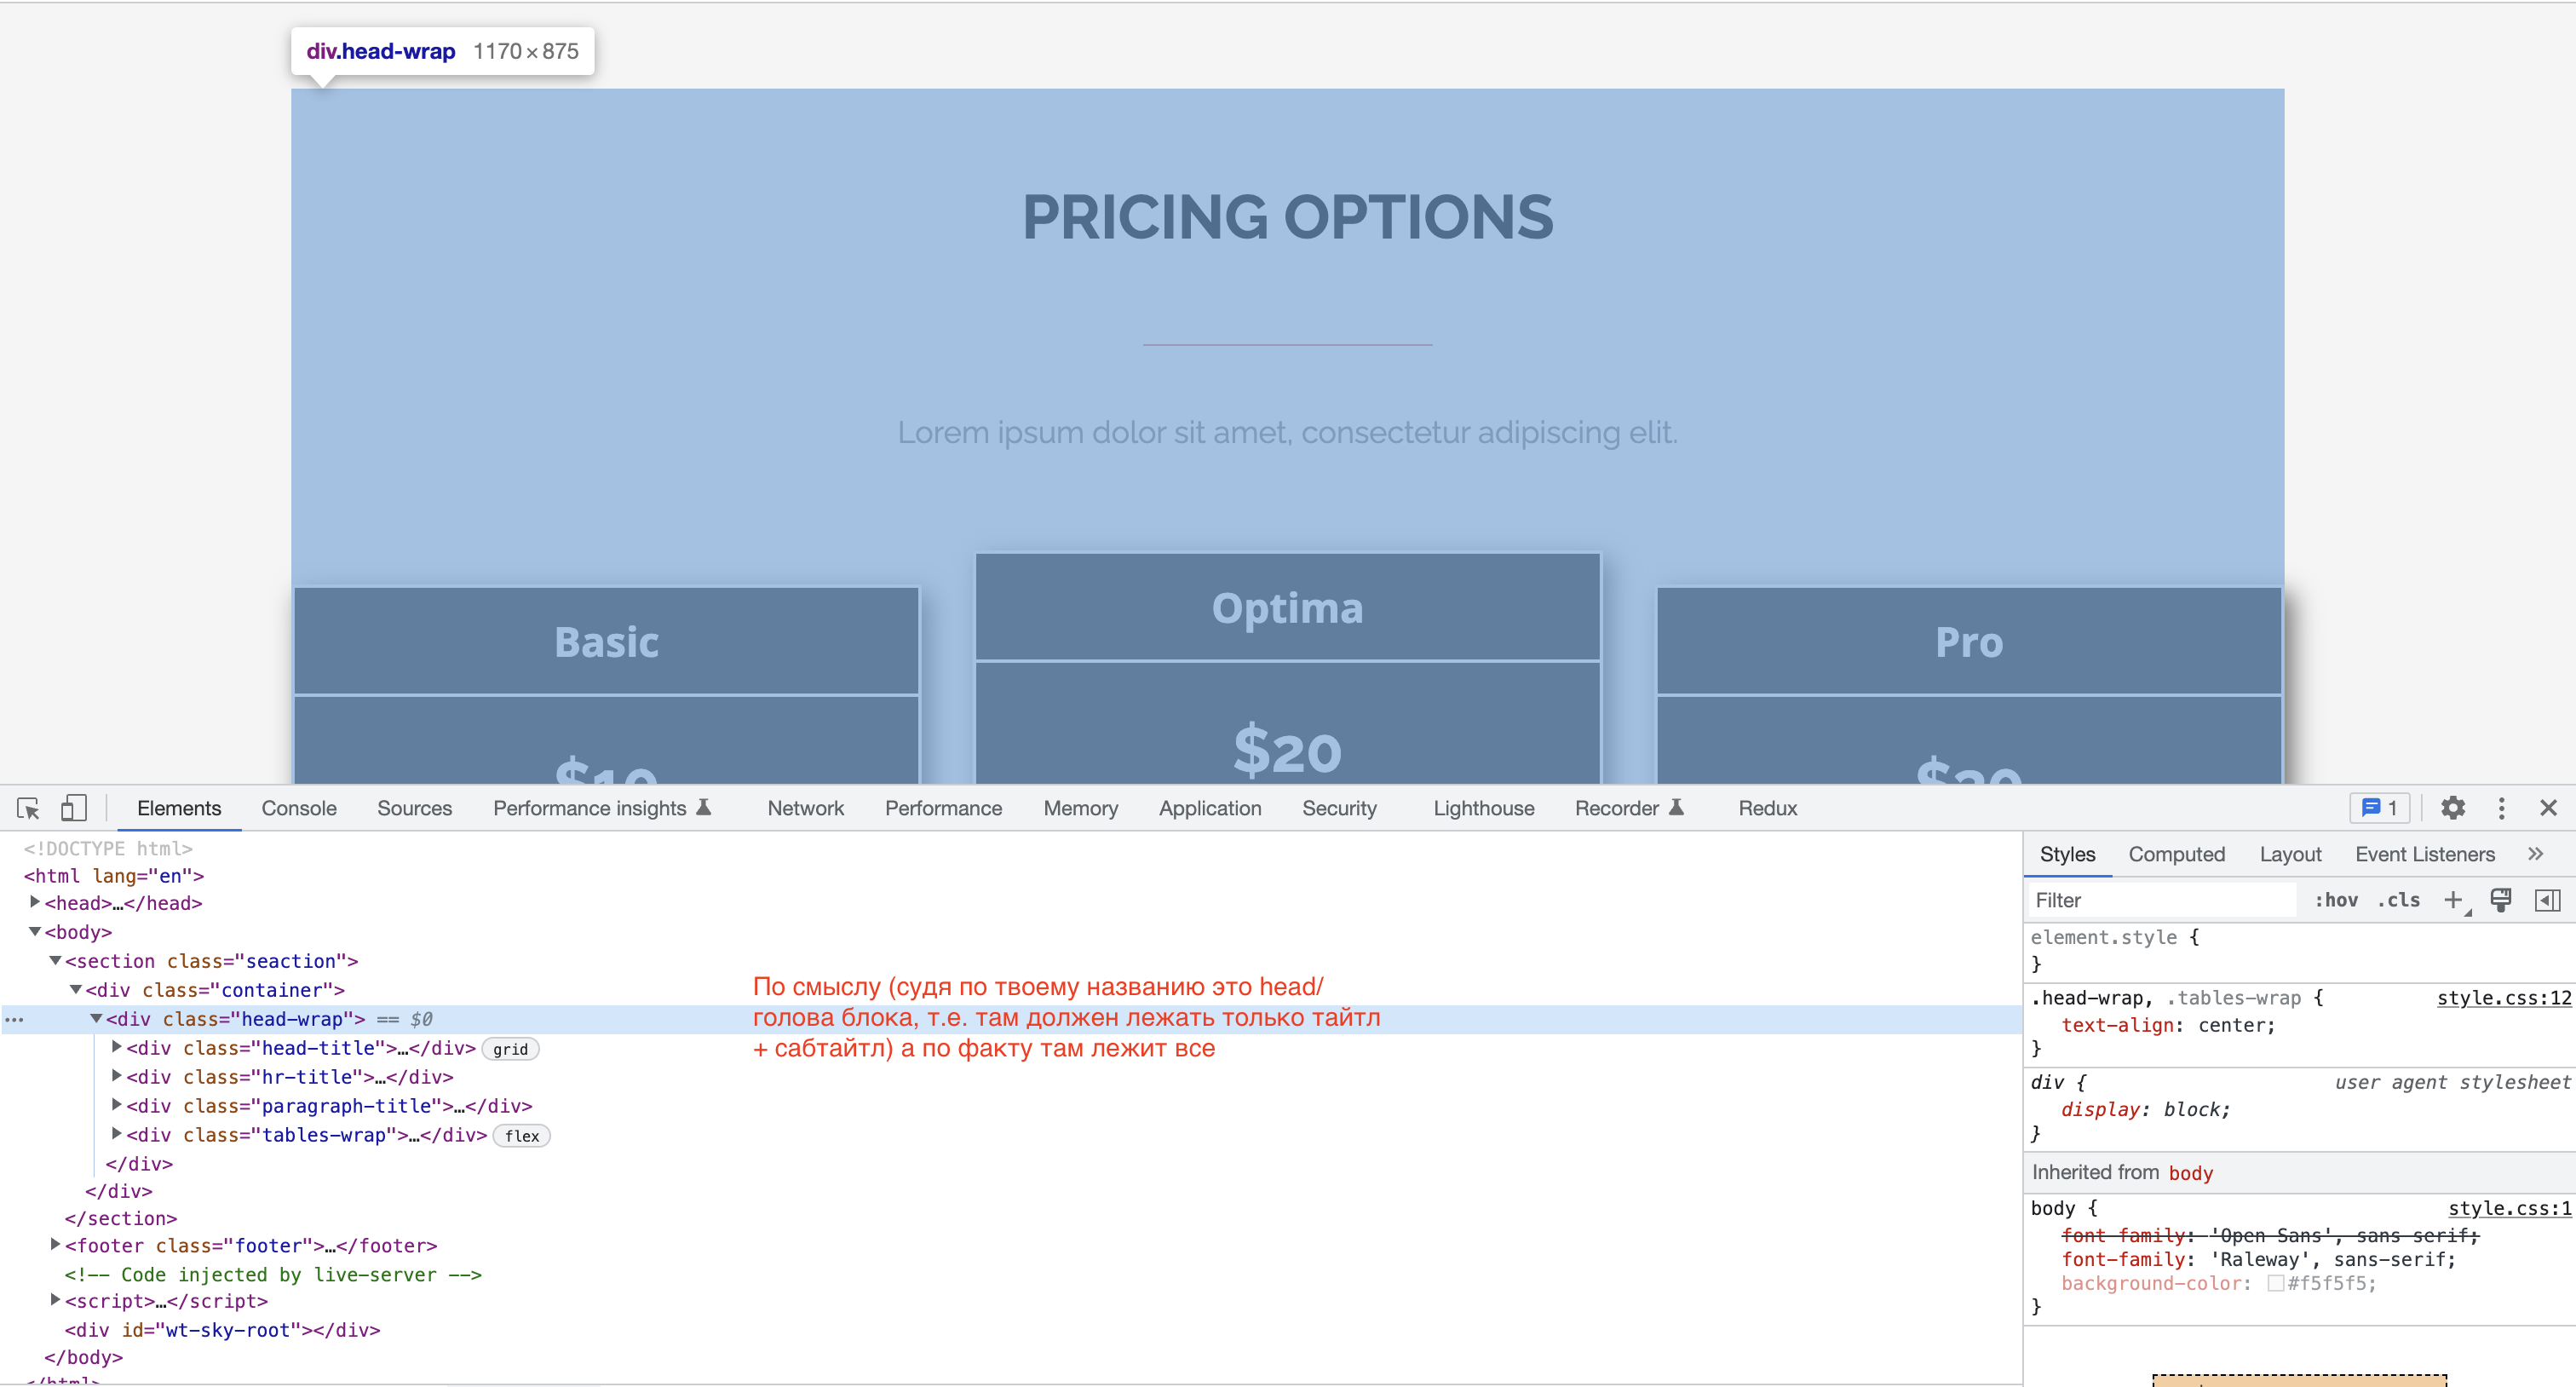 div.head-wrap 1170×875
PRICING OPTIONS
Lorem ipsum dolor sit amet, consectetur adipiscing elit.
Optima
Basic
Pro
$20
$10
Elements Console Sources Performance insights Network Performance Memory Application Security Lighthouse Recorder Redux 1
<!DOCTYPE html>
<html lang="en">
<head>…</head>
<body>
<section class="seaction">
<div class="container">
<div class="head-wrap"> == $0
<div class="head-title">…</div> grid
<div class="hr-title">…</div>
<div class="paragraph-title">…</div>
<div class="tables-wrap">…</div> flex
</div>
</div>
</section>
<footer class="footer">…</footer>
<!-- Code injected by live-server -->
<script>…</script>
<div id="wt-sky-root"></div>
</body>
</html>
По смыслу (судя по твоему названию это head/
голова блока, т.е. там должен лежать только тайтл
+ сабтайтл) а по факту там лежит все
Styles Computed Layout Event Listeners »
Filter :hov .cls +
element.style {
}
.head-wrap, .tables-wrap { style.css:12
text-align: center;
}
div { user agent stylesheet
display: block;
}
Inherited from body
body { style.css:1
font-family: 'Open Sans', sans-serif;
font-family: 'Raleway', sans-serif;
background-color: #f5f5f5;
}